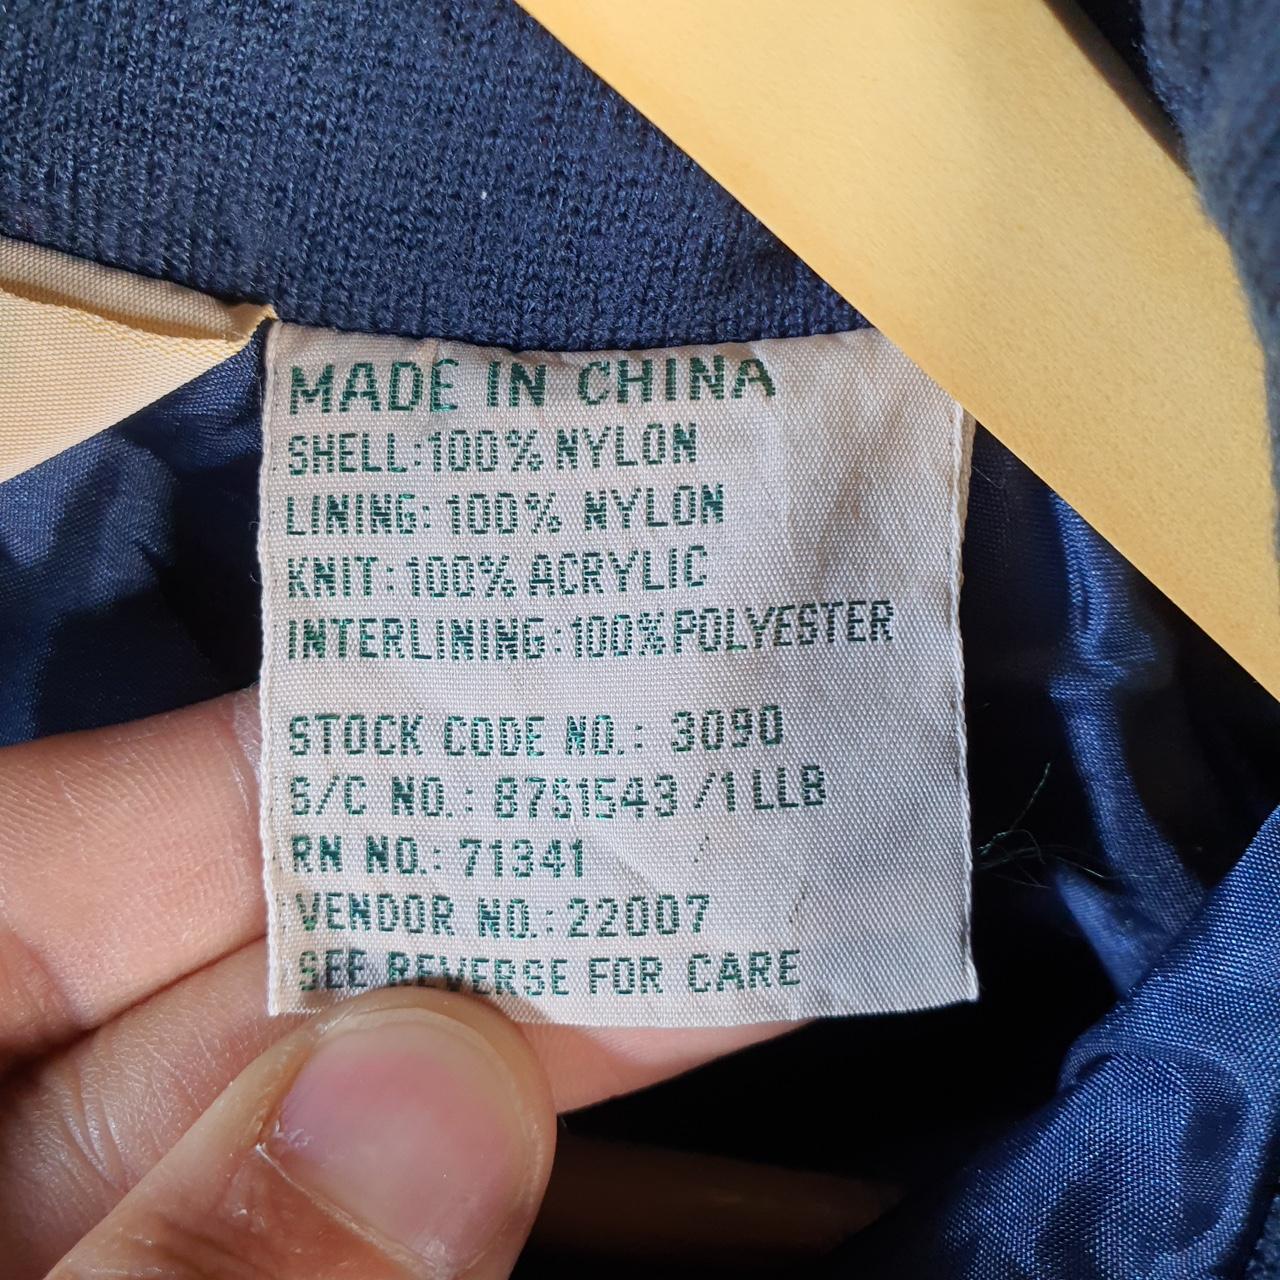 MADE IN CHINA
SHELL:100% NYLON
LINING: 100% NYLON
KNIT:100% ACRYLIC
INTERLINING:100% POLYESTER
STOCK CODE NO.: 3090
S/C NO.: 8751543 /1 LLB
RN NO.: 71341
VENDOR NO.: 22007
SEE REVERSE FOR CARE